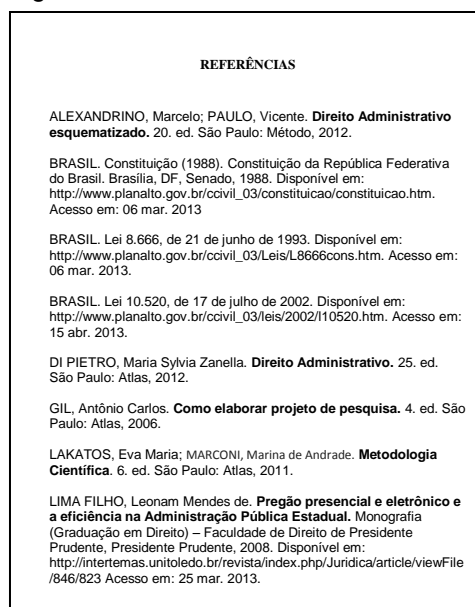 REFERÊNCIAS
ALEXANDRINO, Marcelo; PAULO, Vicente. Direito Administrativo
esquematizado. 20. ed. São Paulo: Método, 2012.
BRASIL. Constituição (1988). Constituição da República Federativa
do Brasil. Brasília, DF, Senado, 1988. Disponível em:
http://www.planalto.gov.br/ccivil_03/constituicao/constituicao.htm.
Acesso em: 06 mar. 2013
BRASIL. Lei 8.666, de 21 de junho de 1993. Disponível em:
http://www.planalto.gov.br/ccivil_03/Leis/L8666cons.htm. Acesso em:
06 mar. 2013.
BRASIL. Lei 10.520, de 17 de julho de 2002. Disponível em:
http://www.planalto.gov.br/ccivil_03/leis/2002/l10520.htm. Acesso em:
15 abr. 2013.
DI PIETRO, Maria Sylvia Zanella. Direito Administrativo. 25. ed.
São Paulo: Atlas, 2012.
GIL, Antônio Carlos. Como elaborar projeto de pesquisa. 4. ed. São
Paulo: Atlas, 2006.
LAKATOS, Eva Maria; MARCONI, Marina de Andrade. Metodologia
Científica. 6. ed. São Paulo: Atlas, 2011.
LIMA FILHO, Leonam Mendes de. Pregão presencial e eletrônico e
a eficiência na Administração Pública Estadual. Monografia
(Graduação em Direito) – Faculdade de Direito de Presidente
Prudente, Presidente Prudente, 2008. Disponível em:
http://intertemas.unitoledo.br/revista/index.php/Juridica/article/viewFile
/846/823 Acesso em: 25 mar. 2013.